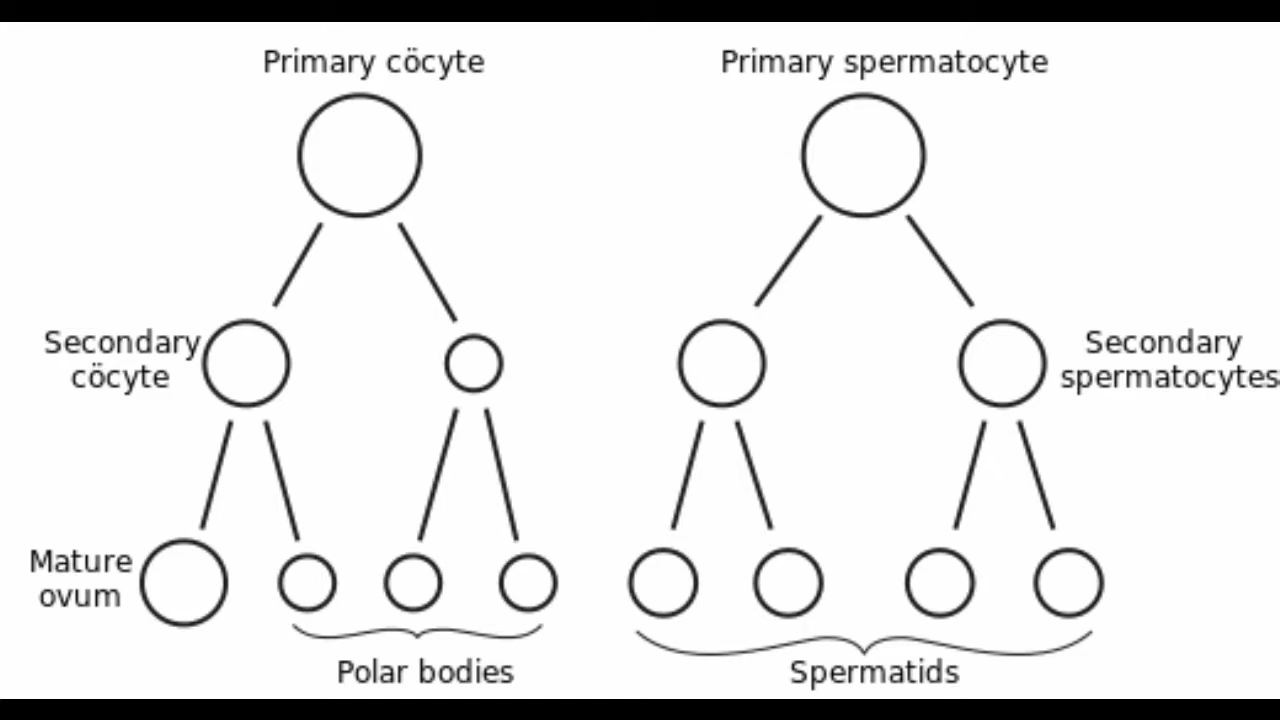 Primary cöcyte
Primary spermatocyte
Secondary
cöcyte
Secondary
spermatocytes
Mature
ovum
Polar bodies
Spermatids